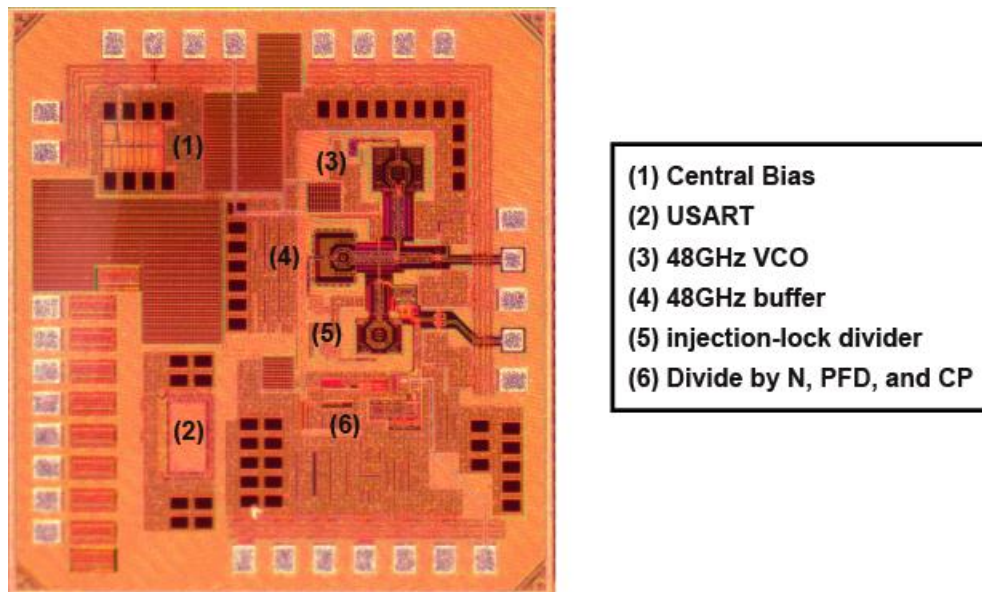 (1)
(3)
(4)
(5)
(6)
(2)
(1) Central Bias
(2) USART
(3) 48GHz VCO
(4) 48GHz buffer
(5) injection-lock divider
(6) Divide by N, PFD, and CP